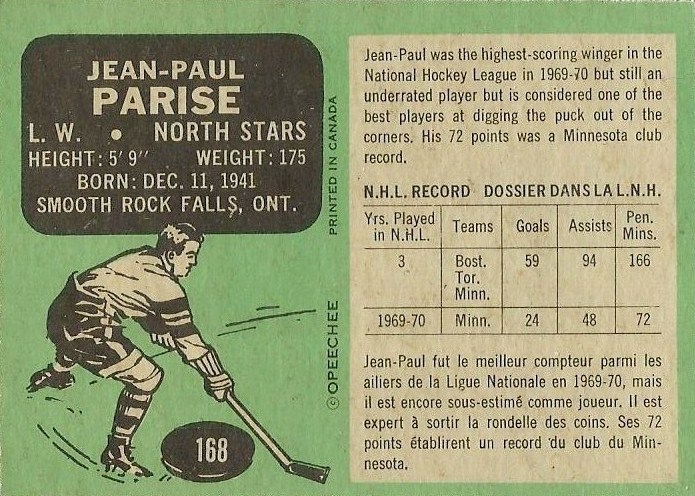 JEAN-PAUL
PARISE
L. W. • NORTH STARS
HEIGHT: 5' 9" WEIGHT: 175
BORN: DEC. 11, 1941
SMOOTH ROCK FALLS, ONT.
PRINTED IN CANADA
© OPEECHEE
168
Jean-Paul was the highest-scoring winger in the
National Hockey League in 1969-70 but still an
underrated player but is considered one of the
best players at digging the puck out of the
corners. His 72 points was a Minnesota club
record.
N.H.L. RECORD DOSSIER DANS LA L.N.H.
Yrs. Played in N.H.L. Teams Goals Assists Pen. Mins.
3 Bost. 59 94 166
Tor.
Minn.
1969-70 Minn. 24 48 72
Jean-Paul fut le meilleur compteur parmi les
ailiers de la Ligue Nationale en 1969-70, mais
il est encore sous-estimé comme joueur. Il est
expert à sortir la rondelle des coins. Ses 72
points établirent un record du club du Min-
nesota.